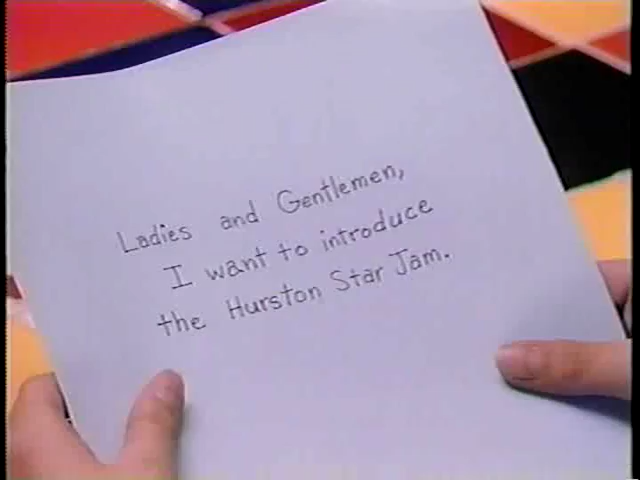 Ladies and Gentlemen,
I want to introduce
the Hurston Star Jam.